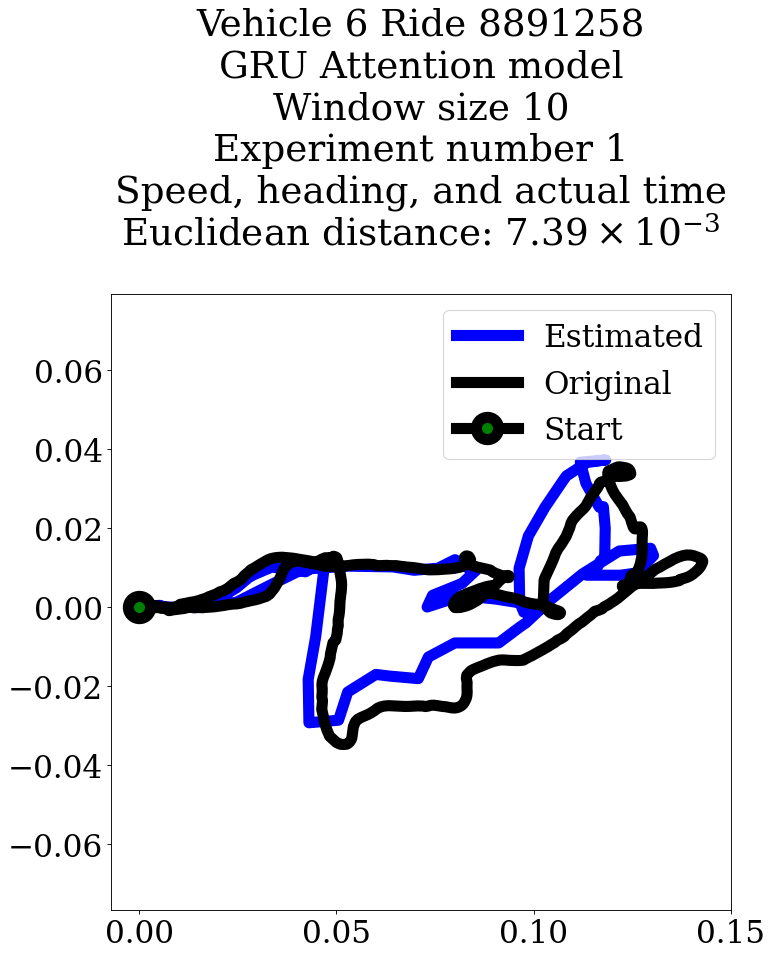 Vehicle 6 Ride 8891258
GRU Attention model
Window size 10
Experiment number 1
Speed, heading, and actual time
Euclidean distance: 7.39 × 10⁻³
Estimated
Original
Start
0.06
0.04
0.02
0.00
−0.02
−0.04
−0.06
0.00 0.05 0.10 0.15